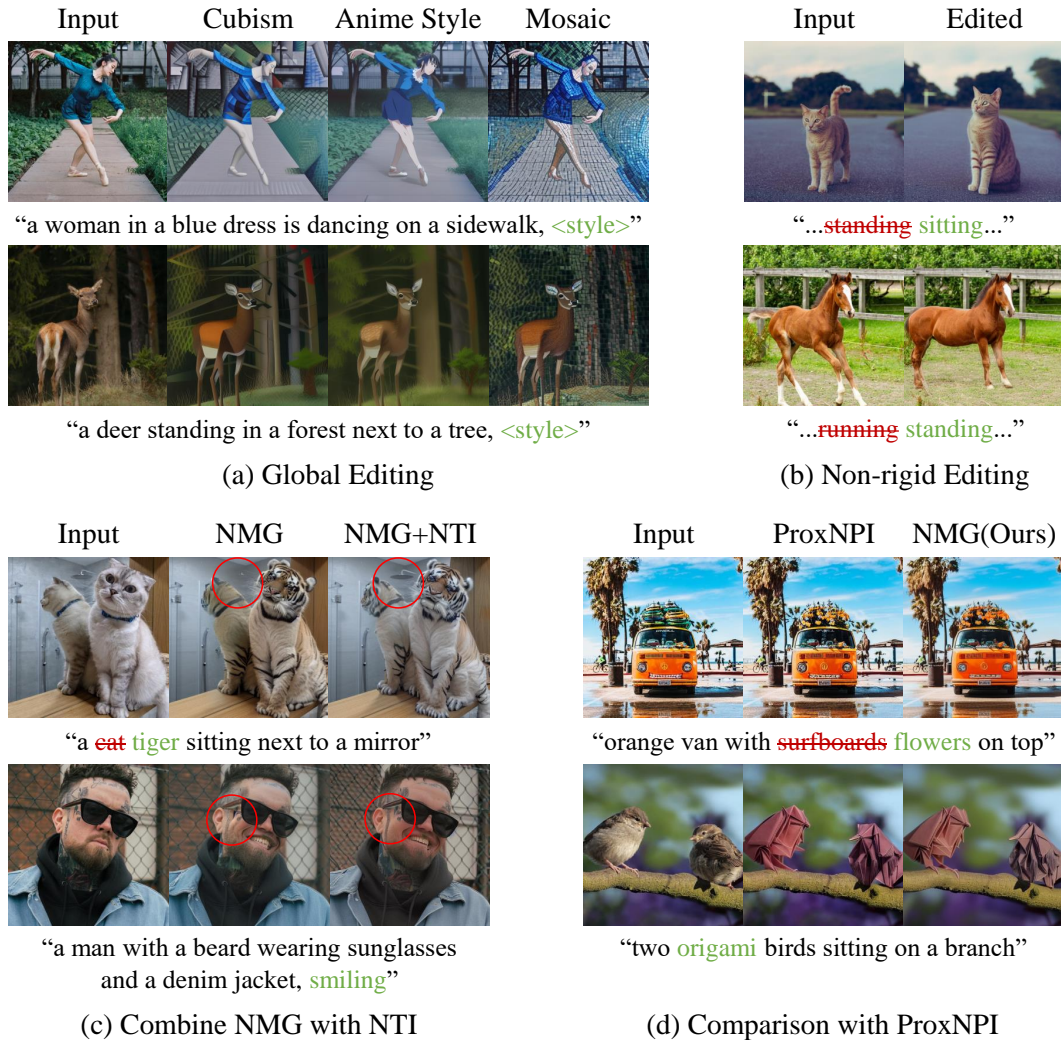 Input Cubism Anime Style Mosaic
“a woman in a blue dress is dancing on a sidewalk, <style>”
“a deer standing in a forest next to a tree, <style>”
(a) Global Editing
Input Edited
“...standing sitting...”
“...running standing...”
(b) Non-rigid Editing
Input NMG NMG+NTI
“a cat tiger sitting next to a mirror”
“a man with a beard wearing sunglasses
and a denim jacket, smiling”
(c) Combine NMG with NTI
Input ProxNPI NMG(Ours)
“orange van with surfboards flowers on top”
“two origami birds sitting on a branch”
(d) Comparison with ProxNPI